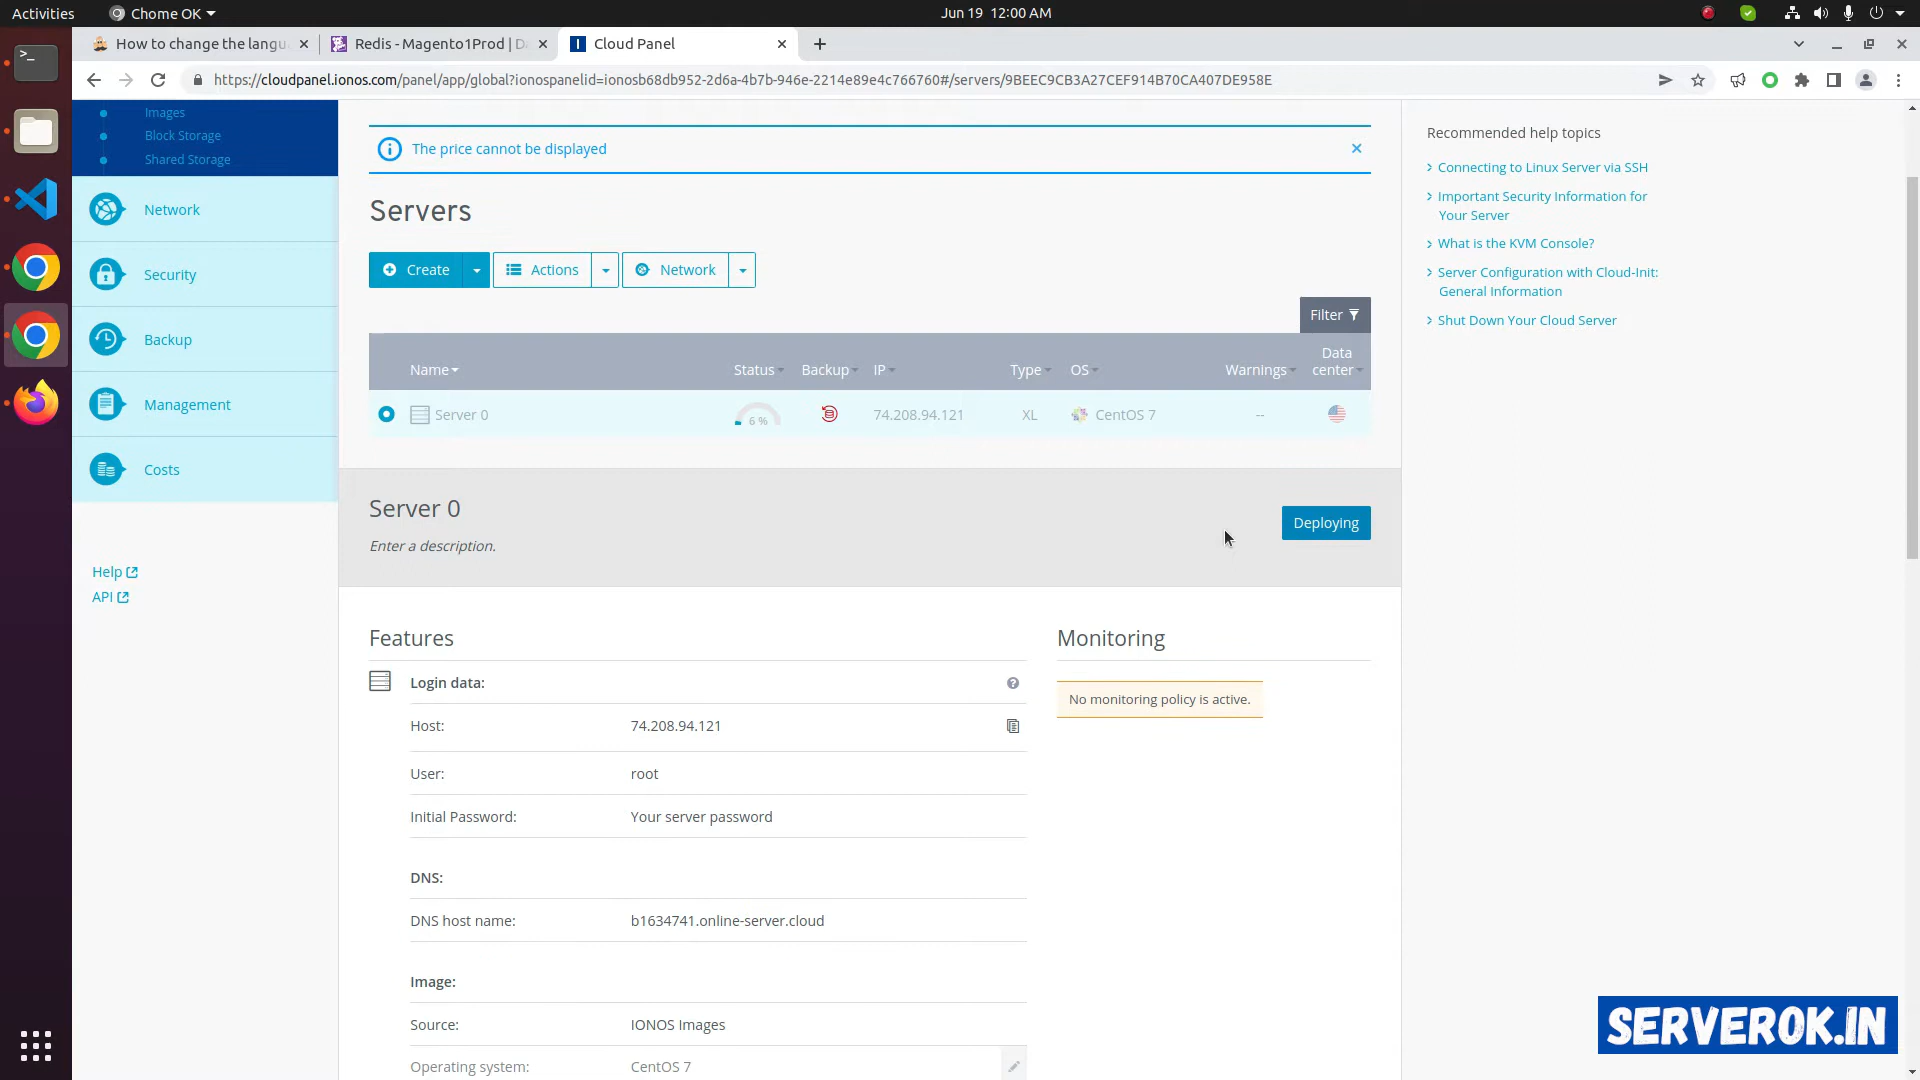 Activities
Chome OK
Jun 19 12:00 AM
How to change the langu
Redis - Magento1Prod | D
Cloud Panel
https://cloudpanel.ionos.com/panel/app/global?ionospanelid=ionosb68db952-2d6a-4b7b-946e-2214e89e4c766760#/servers/9BEEC9CB3A27CEF914B70CA407DE958E
Images
Block Storage
Shared Storage
Network
Security
Backup
Management
Costs
Help
API
The price cannot be displayed
Servers
Create
Actions
Network
Filter
Name
Status
Backup
IP
Type
OS
Warnings
Data
center
Server 0
6 %
74.208.94.121
XL
CentOS 7
--
Server 0
Enter a description.
Deploying
Features
Login data:
Host:
74.208.94.121
User:
root
Initial Password:
Your server password
DNS:
DNS host name:
b1634741.online-server.cloud
Image:
Source:
IONOS Images
Operating system:
CentOS 7
Monitoring
No monitoring policy is active.
Recommended help topics
Connecting to Linux Server via SSH
Important Security Information for
Your Server
What is the KVM Console?
Server Configuration with Cloud-Init:
General Information
Shut Down Your Cloud Server
SERVEROK.IN